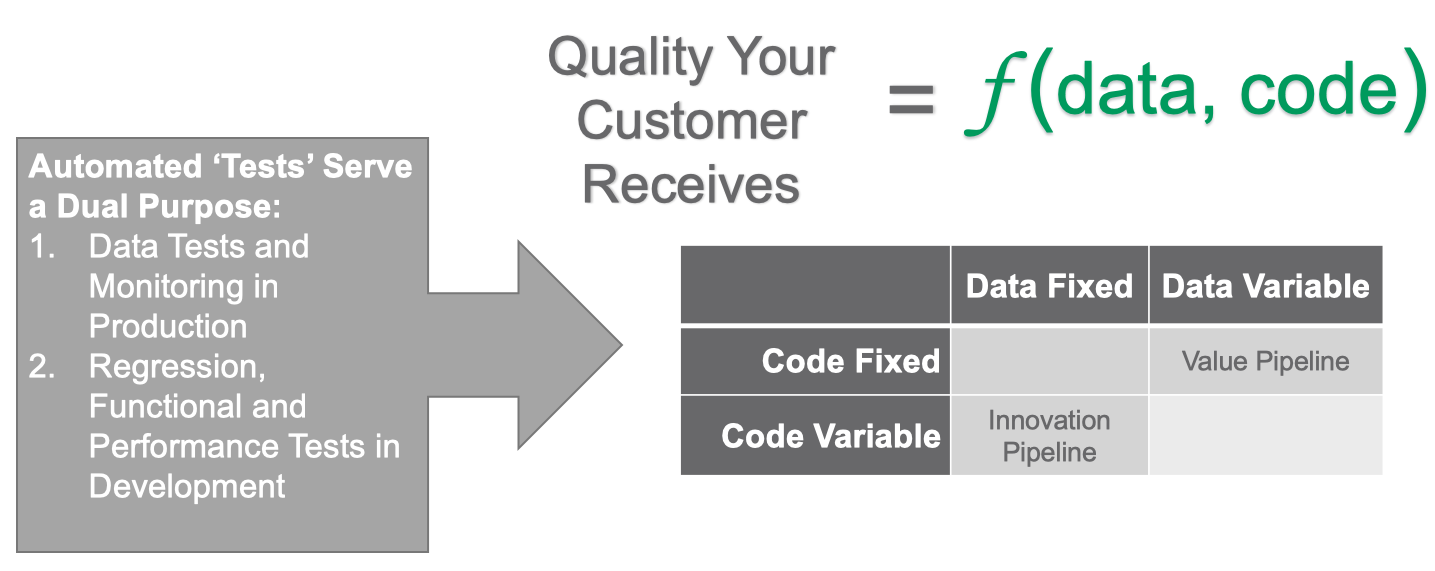 Quality Your
Customer
Receives
= f(data, code)
Automated ‘Tests’ Serve
a Dual Purpose:
1. Data Tests and
Monitoring in
Production
2. Regression,
Functional and
Performance Tests in
Development
Data Fixed Data Variable
Code Fixed Value Pipeline
Code Variable Innovation
Pipeline